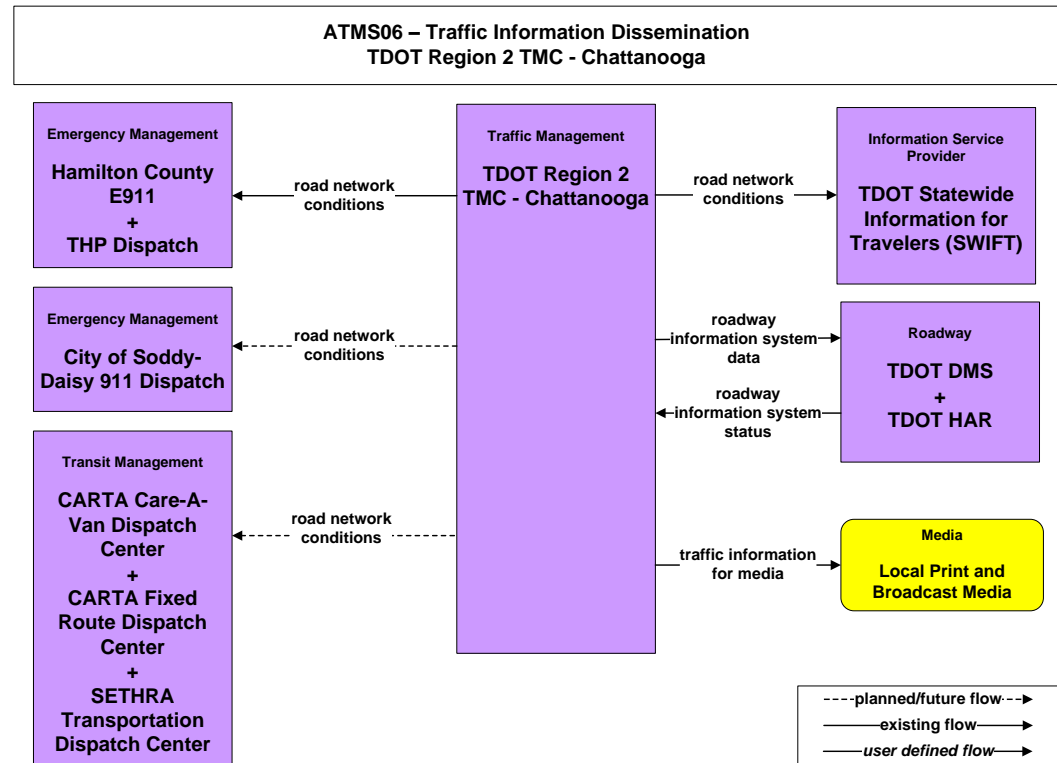 ATMS06 – Traffic Information Dissemination
TDOT Region 2 TMC - Chattanooga
Emergency Management
Hamilton County
E911
+
THP Dispatch
road network
conditions
Traffic Management
TDOT Region 2
TMC - Chattanooga
road network
conditions
Information Service
Provider
TDOT Statewide
Information for
Travelers (SWIFT)
Emergency Management
City of Soddy-
Daisy 911 Dispatch
road network
conditions
roadway
information system
data
roadway
information system
status
Roadway
TDOT DMS
+
TDOT HAR
Transit Management
CARTA Care-A-
Van Dispatch
Center
+
CARTA Fixed
Route Dispatch
Center
+
SETHRA
Transportation
Dispatch Center
road network
conditions
traffic information
for media
Media
Local Print and
Broadcast Media
planned/future flow
existing flow
user defined flow